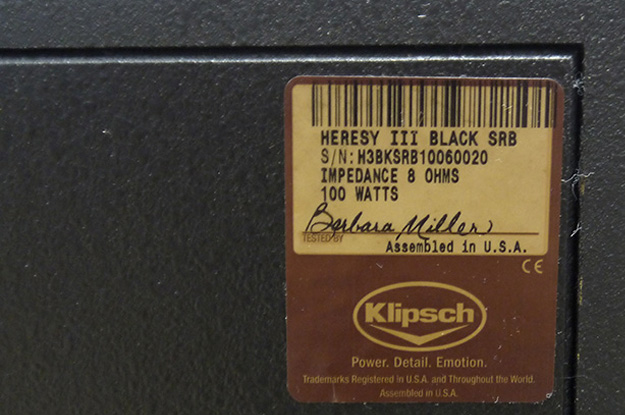 HERESY III BLACK SRB
S/N:H3BKSRB10060020
IMPEDANCE 8 OHMS
100 WATTS
Barbara Miller
TESTED BY
Assembled in U.S.A.
CE
Klipsch
Power. Detail. Emotion.
Trademarks Registered in U.S.A. and Throughout the World.
Assembled in U.S.A.